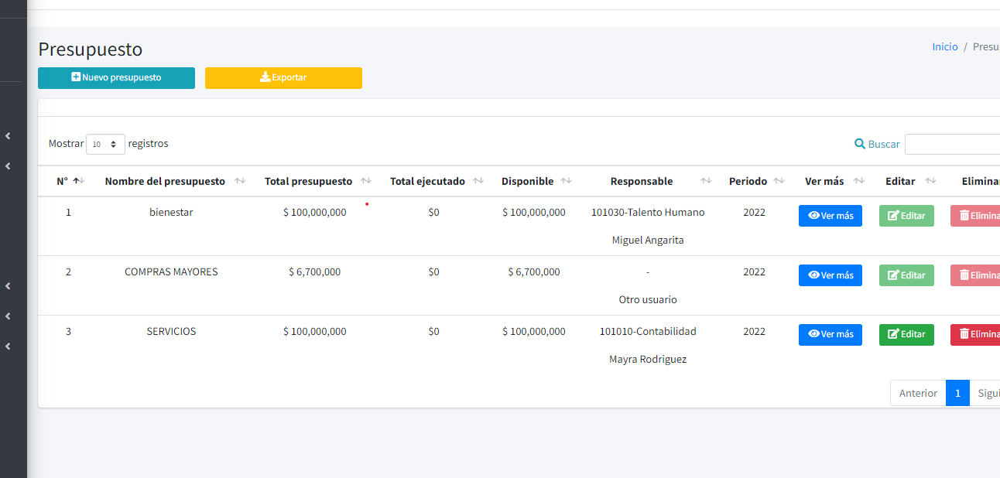 Inicio / Presu
Presupuesto
Nuevo presupuesto Exportar
Mostrar 10 registros Buscar
N° Nombre del presupuesto Total presupuesto Total ejecutado Disponible Responsable Periodo Ver más Editar Eliminar
1 bienestar $ 100,000,000 $0 $ 100,000,000 101030-Talento Humano 2022 Ver más Editar Elimina
Miguel Angarita
2 COMPRAS MAYORES $ 6,700,000 $0 $ 6,700,000 - 2022 Ver más Editar Elimina
Otro usuario
3 SERVICIOS $ 100,000,000 $0 $ 100,000,000 101010-Contabilidad 2022 Ver más Editar Elimina
Mayra Rodriguez
Anterior 1 Sigui